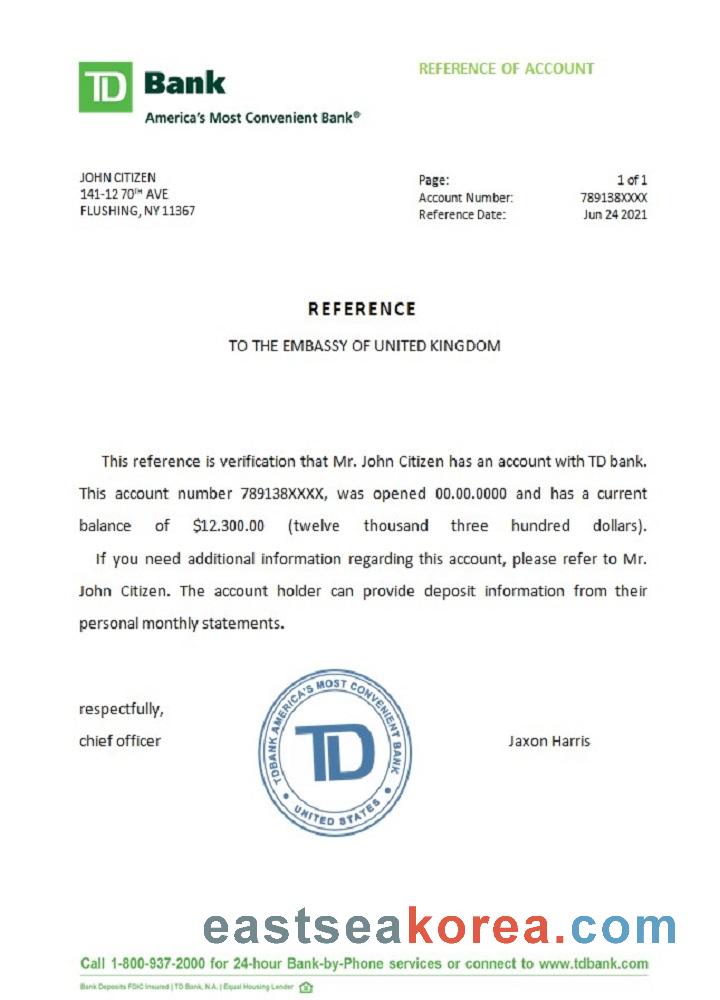 TD Bank
America's Most Convenient Bank®
REFERENCE OF ACCOUNT
JOHN CITIZEN
141-12 70TH AVE
FLUSHING, NY 11367
Page: 1 of 1
Account Number: 789138XXXX
Reference Date: Jun 24 2021
REFERENCE
TO THE EMBASSY OF UNITED KINGDOM
This reference is verification that Mr. John Citizen has an account with TD bank.
This account number 789138XXXX, was opened 00.00.0000 and has a current
balance of $12.300.00 (twelve thousand three hundred dollars).
If you need additional information regarding this account, please refer to Mr.
John Citizen. The account holder can provide deposit information from their
personal monthly statements.
respectfully,
chief officer
TDBANK AMERICA'S MOST CONVENIENT BANK
TD
UNITED STATES
Jaxon Harris
eastseakorea.com
Call 1-800-937-2000 for 24-hour Bank-by-Phone services or connect to www.tdbank.com
Bank Deposits FDIC Insured | TD Bank, N.A. | Equal Housing Lender